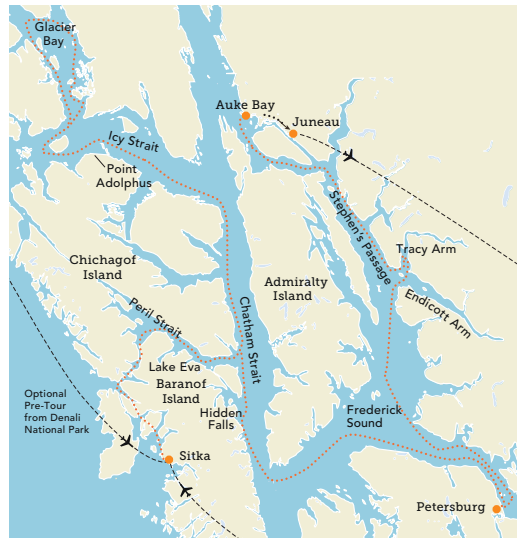 Glacier
Bay
Auke Bay
Juneau
Icy Strait
Point
Adolphus
Stephen's Passage
Tracy Arm
Chichagof
Island
Admiralty
Island
Endicott Arm
Peril Strait
Chatham Strait
Lake Eva
Baranof
Island
Optional
Pre-Tour
from Denali
National Park
Hidden
Falls
Frederick
Sound
Sitka
Petersburg